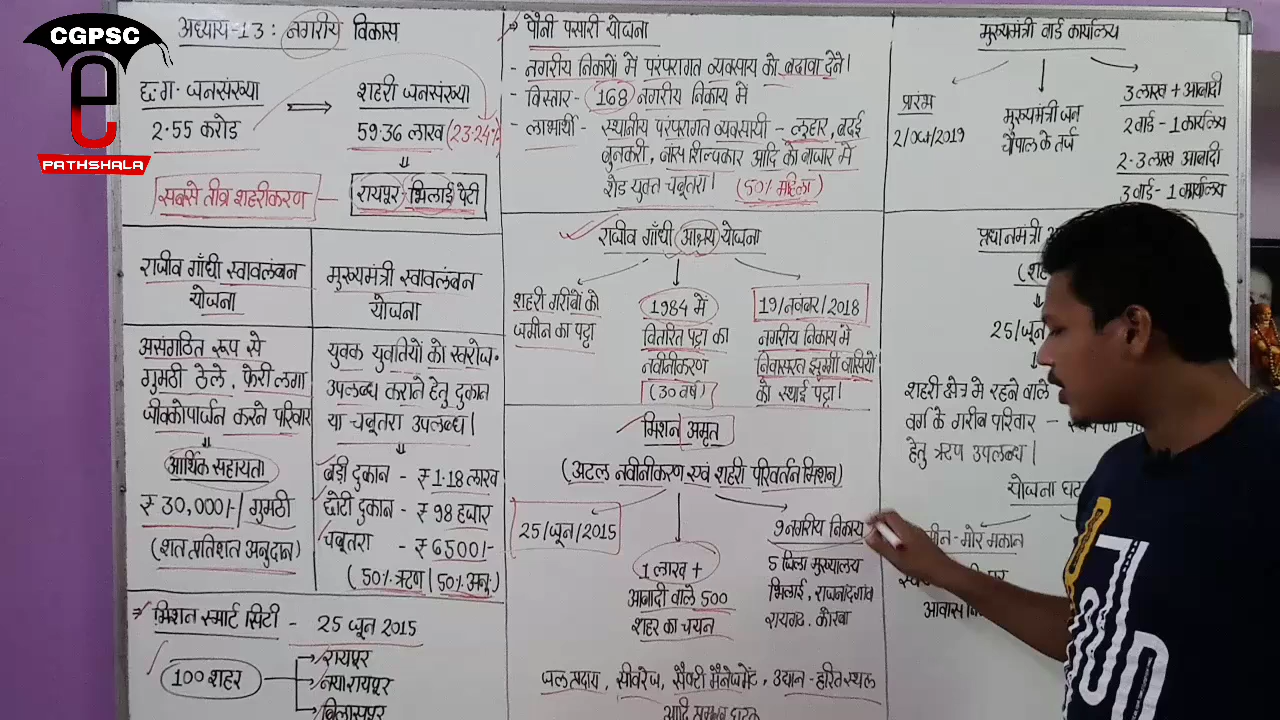 CGPSC
e
PATHSHALA
अध्याय-13 : नगरीय विकास
छ.ग. जनसंख्या
2.55 करोड
शहरी जनसंख्या
59.36 लाख (23.24%)
सबसे तीव्र शहरीकरण
रायपुर-भिलाई पेटी
राजीव गाँधी स्वावलंबन
योजना
असंगठित रूप से
गुमठी ठेले, फेरी लगा
जीवकोपार्जन करने परिवार
आर्थिक सहायता
₹ 30,000/-/ गुमठी
(शत प्रतिशत अनुदान)
मुख्यमंत्री स्वावलंबन
योजना
युवक युवतियों को स्वरोज.
उपलब्ध कराने हेतु दुकान
या चबूतरा उपलब्ध।
बड़ी दुकान - ₹ 1.18 लाख
छोटी दुकान - ₹ 98 हजार
चबूतरा - ₹ 6500/-
(50% ऋण | 50% अनु.)
मिशन स्मार्ट सिटी - 25 जून 2015
100 शहर
रायपुर
नया रायपुर
बिलासपुर
पौनी पसारी योजना
- नगरीय निकायों में परंपरागत व्यवसाय को बढ़ावा देने।
- विस्तार - 168 नगरीय निकाय में
- लाभार्थी - स्थानीय परंपरागत व्यवसायी - लुहार, बढ़ई
बुनकरी, बांस शिल्पकार आदि को बाजार में
शेड युक्त चबूतरा। (50% महिला)
राजीव गाँधी आश्रय योजना
शहरी गरीबों को
जमीन का पट्टा
1984 में
वितरित पट्टा का
नवीनीकरण
(30 वर्ष)
19/नवंबर/2018
नगरीय निकाय में
निवासरत झुग्गी वासियों
को स्थाई पट्टा।
मिशन अमृत
(अटल नवीनीकरण एवं शहरी परिवर्तन मिशन)
25/जून/2015
1 लाख +
आबादी वाले 500
शहर का चयन
9 नगरीय निकाय
5 जिला मुख्यालय
भिलाई, राजनांदगांव
रायगढ़, कोरबा
जल प्रदाय, सीवरेज, सैप्टी मैनेजमेंट, उद्यान - हरित स्थल
आदि
मुख्यमंत्री वार्ड कार्यालय
प्रारंभ
2/अक्ट/2019
मुख्यमंत्री जन
चौपाल के तर्ज
3 लाख + आबादी
2 वार्ड - 1 कार्यालय
2-3 लाख आबादी
3 वार्ड - 1 कार्यालय
प्रधानमंत्री
25/जून
शहरी क्षेत्र में रहने वाले
वर्ग के गरीब परिवार -
हेतु ऋण उपलब्ध।
योजना
मोर मकान
आवास